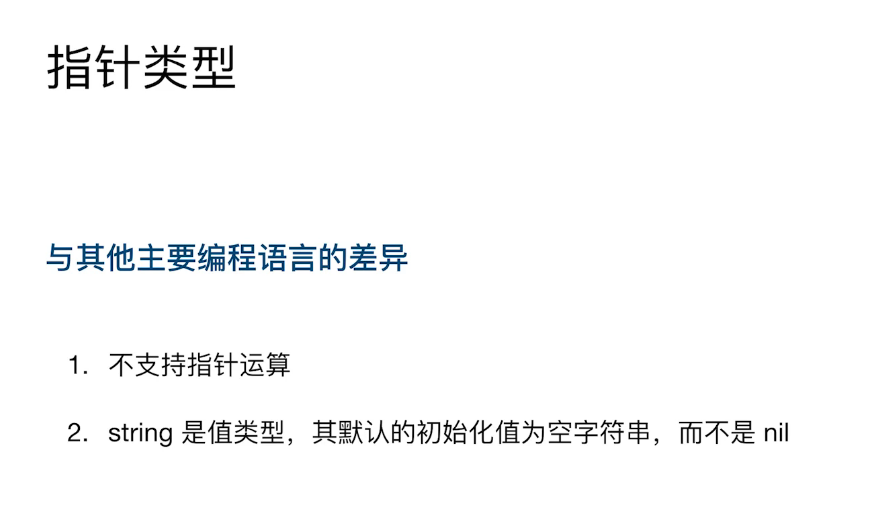 指针类型
与其他主要编程语言的差异
1. 不支持指针运算
2. string 是值类型，其默认的初始化值为空字符串，而不是 nil